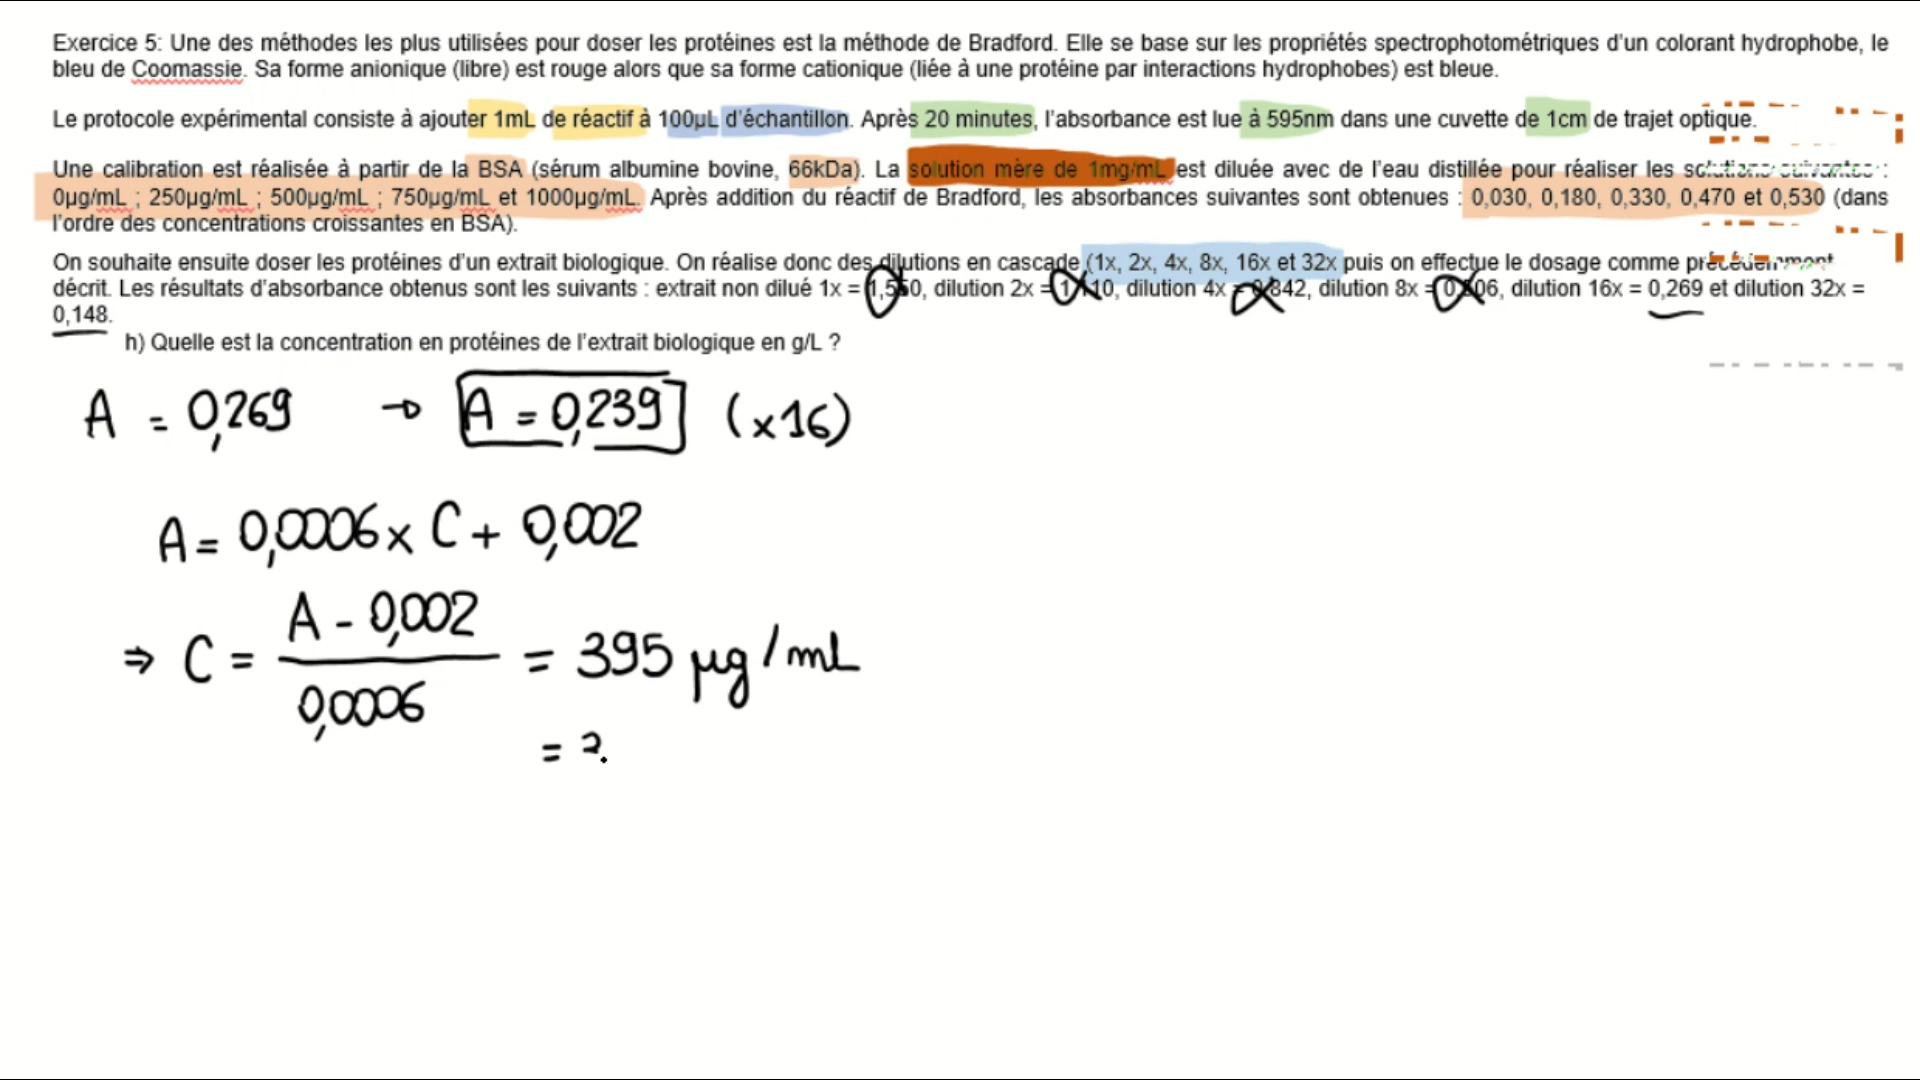 Exercice 5: Une des méthodes les plus utilisées pour doser les protéines est la méthode de Bradford. Elle se base sur les propriétés spectrophotométriques d'un colorant hydrophobe, le
bleu de Coomassie. Sa forme anionique (libre) est rouge alors que sa forme cationique (liée à une protéine par interactions hydrophobes) est bleue.
Le protocole expérimental consiste à ajouter 1mL de réactif à 100µL d'échantillon. Après 20 minutes, l'absorbance est lue à 595nm dans une cuvette de 1cm de trajet optique.
Une calibration est réalisée à partir de la BSA (sérum albumine bovine, 66kDa). La solution mère de 1mg/mL est diluée avec de l'eau distillée pour réaliser les solutions suivantes :
0µg/mL ; 250µg/mL ; 500µg/mL ; 750µg/mL et 1000µg/mL. Après addition du réactif de Bradford, les absorbances suivantes sont obtenues : 0,030, 0,180, 0,330, 0,470 et 0,530 (dans
l'ordre des concentrations croissantes en BSA).
On souhaite ensuite doser les protéines d'un extrait biologique. On réalise donc des dilutions en cascade (1x, 2x, 4x, 8x, 16x et 32x puis on effectue le dosage comme précédemment
décrit. Les résultats d'absorbance obtenus sont les suivants : extrait non dilué 1x = dilution 2x = dilution 4x = dilution 8x = dilution 16x = 0,269 et dilution 32x =
0,148.
h) Quelle est la concentration en protéines de l'extrait biologique en g/L ?
A = 0,269 → A = 0,239 (x16)
A = 0,0006 x C + 0,002
⇒ C = A - 0,002 / 0,0006 = 395 µg/mL
=